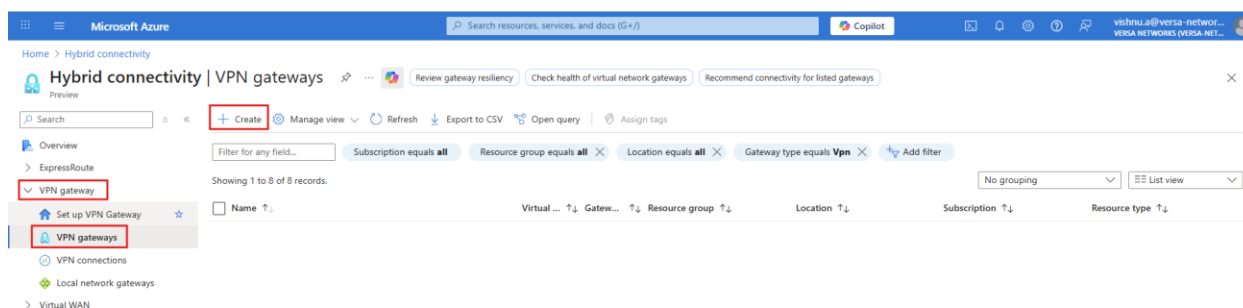 Microsoft Azure
Search resources, services, and docs (G+/)
Copilot
vishnu.a@versa-networ...
VERSA NETWORKS (VERSA-NET...
Home > Hybrid connectivity
Hybrid connectivity | VPN gateways
...
Review gateway resiliency
Check health of virtual network gateways
Recommend connectivity for listed gateways
Preview
Search
Create
Manage view
Refresh
Export to CSV
Open query
Assign tags
Overview
ExpressRoute
VPN gateway
Set up VPN Gateway
VPN gateways
VPN connections
Local network gateways
Virtual WAN
Filter for any field...
Subscription equals all
Resource group equals all
Location equals all
Gateway type equals Vpn
Add filter
Showing 1 to 8 of 8 records.
No grouping
List view
Name
Virtual ...
Gatew...
Resource group
Location
Subscription
Resource type